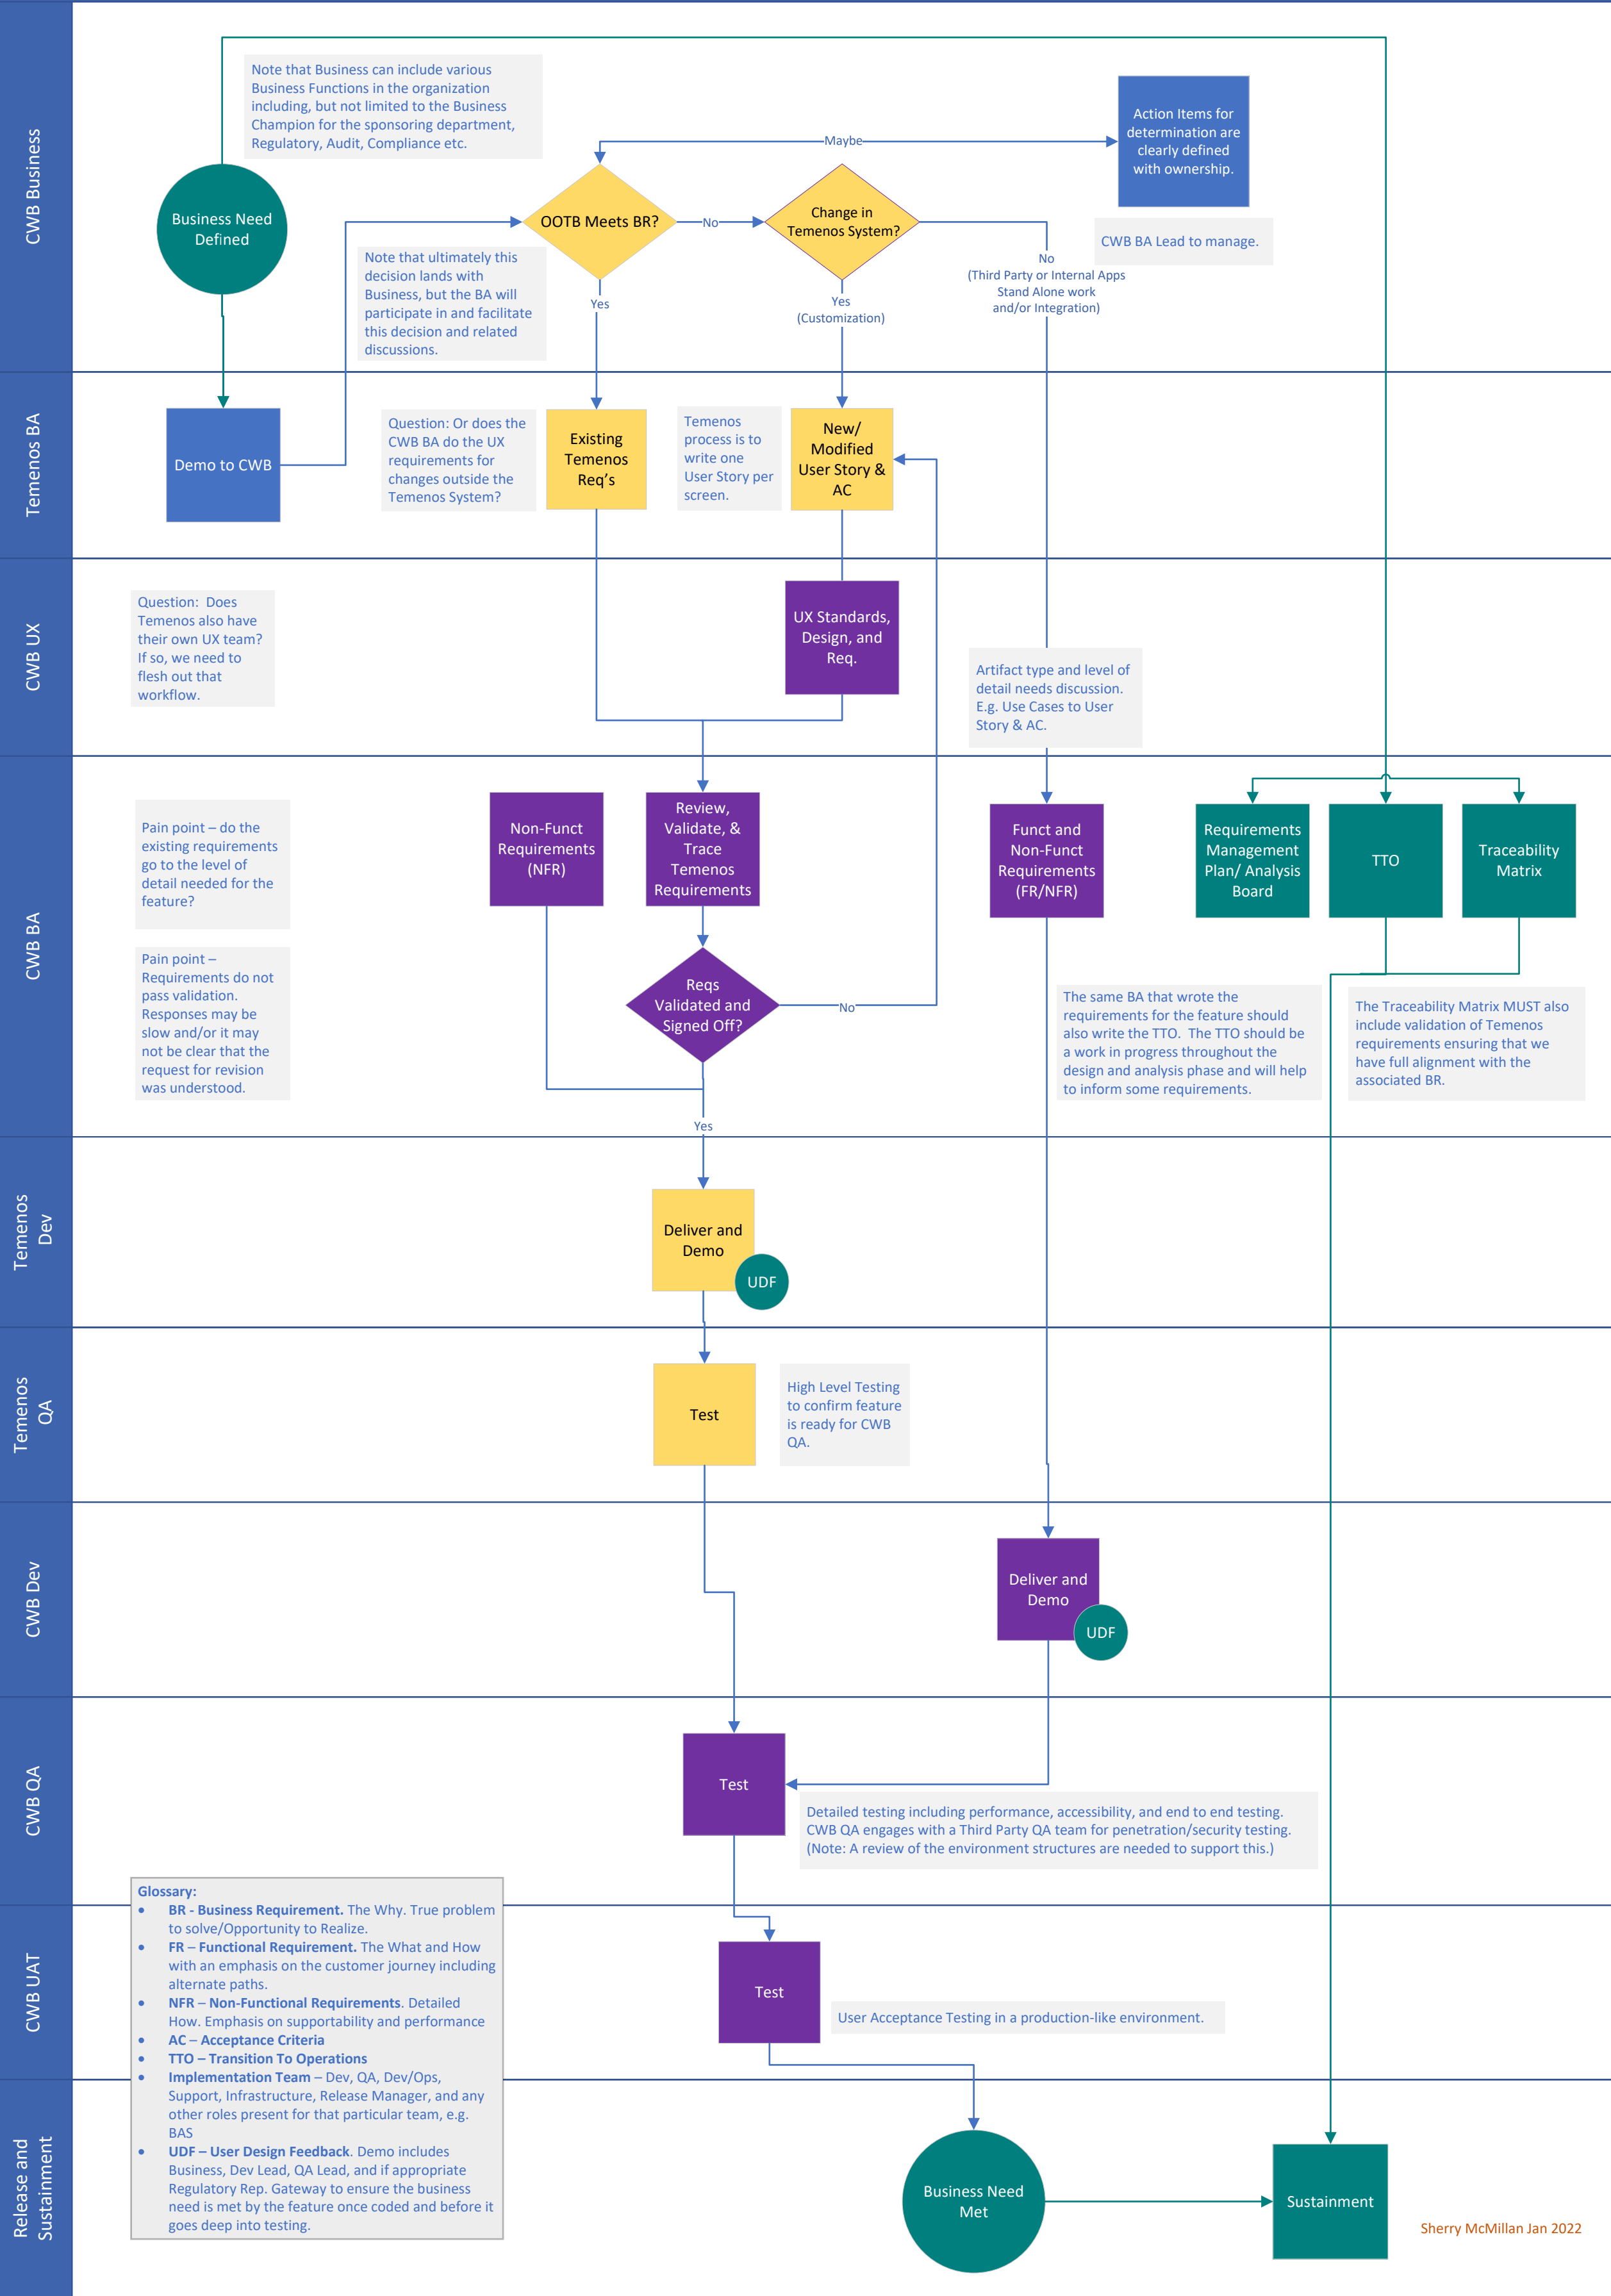 CWB Business
Note that Business can include various
Business Functions in the organization
including, but not limited to the Business
Champion for the sponsoring department,
Regulatory, Audit, Compliance etc.
Business Need
Defined
Maybe
Action Items for
determination are
clearly defined
with ownership.
OOTB Meets BR?
No
Change in
Temenos System?
CWB BA Lead to manage.
Note that ultimately this
decision lands with
Business, but the BA will
participate in and facilitate
this decision and related
discussions.
Yes
Yes
(Customization)
No
(Third Party or Internal Apps
Stand Alone work
and/or Integration)
Temenos BA
Demo to CWB
Question: Or does the
CWB BA do the UX
requirements for
changes outside the
Temenos System?
Existing
Temenos
Req’s
Temenos
process is to
write one
User Story per
screen.
New/
Modified
User Story &
AC
CWB UX
Question:  Does
Temenos also have
their own UX team?
If so, we need to
flesh out that
workflow.
UX Standards,
Design, and
Req.
Artifact type and level of
detail needs discussion.
E.g. Use Cases to User
Story & AC.
CWB BA
Pain point – do the
existing requirements
go to the level of
detail needed for the
feature?
Non-Funct
Requirements
(NFR)
Review,
Validate, &
Trace
Temenos
Requirements
Funct and
Non-Funct
Requirements
(FR/NFR)
Requirements
Management
Plan/ Analysis
Board
TTO
Traceability
Matrix
Pain point –
Requirements do not
pass validation.
Responses may be
slow and/or it may
not be clear that the
request for revision
was understood.
Reqs
Validated and
Signed Off?
No
The same BA that wrote the
requirements for the feature should
also write the TTO.  The TTO should be
a work in progress throughout the
design and analysis phase and will help
to inform some requirements.
The Traceability Matrix MUST also
include validation of Temenos
requirements ensuring that we
have full alignment with the
associated BR.
Yes
Temenos
Dev
Deliver and
Demo
UDF
Temenos
QA
Test
High Level Testing
to confirm feature
is ready for CWB
QA.
CWB Dev
Deliver and
Demo
UDF
CWB QA
Test
Detailed testing including performance, accessibility, and end to end testing.
CWB QA engages with a Third Party QA team for penetration/security testing.
(Note: A review of the environment structures are needed to support this.)
Glossary:
• BR - Business Requirement. The Why. True problem
to solve/Opportunity to Realize.
• FR – Functional Requirement. The What and How
with an emphasis on the customer journey including
alternate paths.
• NFR – Non-Functional Requirements. Detailed
How. Emphasis on supportability and performance
• AC – Acceptance Criteria
• TTO – Transition To Operations
• Implementation Team – Dev, QA, Dev/Ops,
Support, Infrastructure, Release Manager, and any
other roles present for that particular team, e.g.
BAS
• UDF – User Design Feedback. Demo includes
Business, Dev Lead, QA Lead, and if appropriate
Regulatory Rep. Gateway to ensure the business
need is met by the feature once coded and before it
goes deep into testing.
CWB UAT
Test
User Acceptance Testing in a production-like environment.
Release and
Sustainment
Business Need
Met
Sustainment
Sherry McMillan Jan 2022